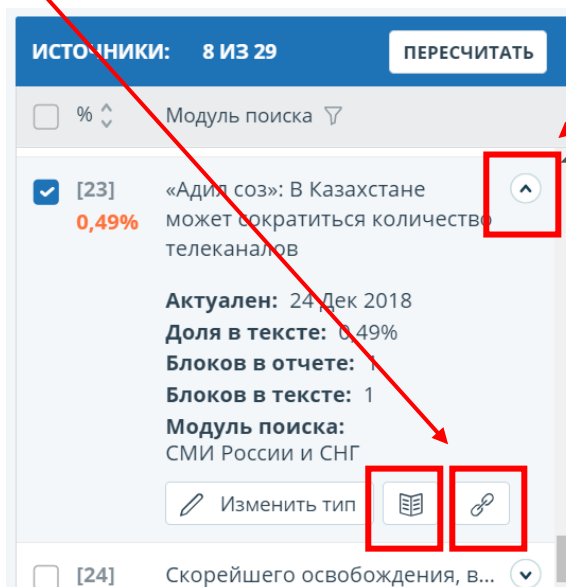 ИСТОЧНИКИ: 8 ИЗ 29 ПЕРЕСЧИТАТЬ
% Модуль поиска
[23] «Адил соз»: В Казахстане
0,49% может сократиться количество
телеканалов
Актуален: 24 Дек 2018
Доля в тексте: 0,49%
Блоков в отчете: 1
Блоков в тексте: 1
Модуль поиска:
СМИ России и СНГ
Изменить тип
[24] Скорейшего освобождения, в...